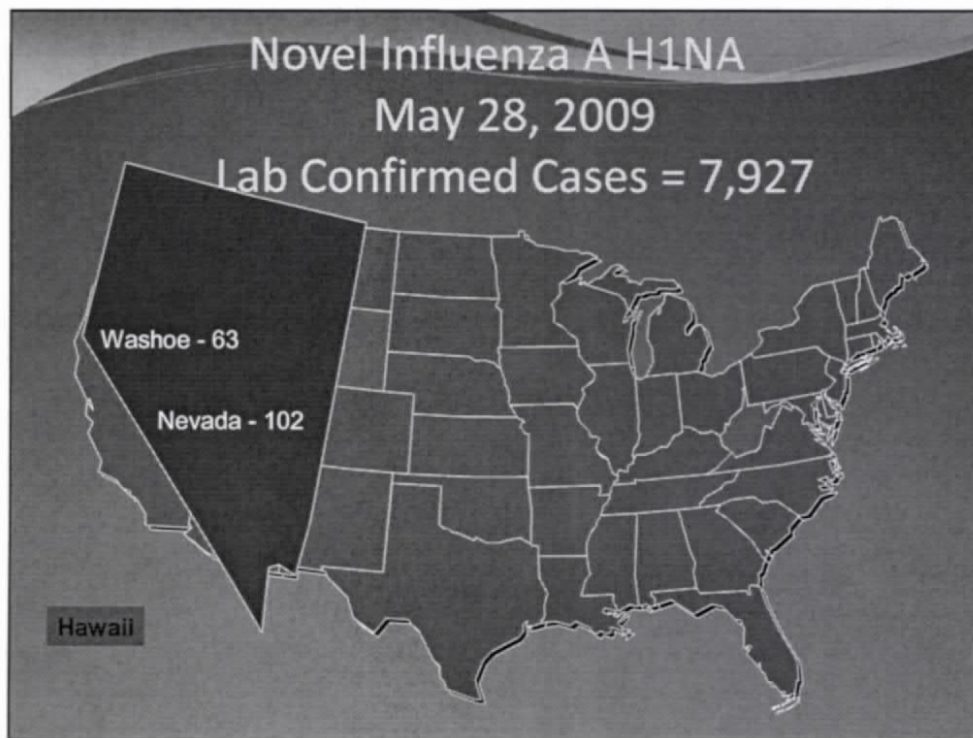 Novel Influenza A H1NA
May 28, 2009
Lab Confirmed Cases = 7,927
Washoe - 63
Nevada - 102
Hawaii